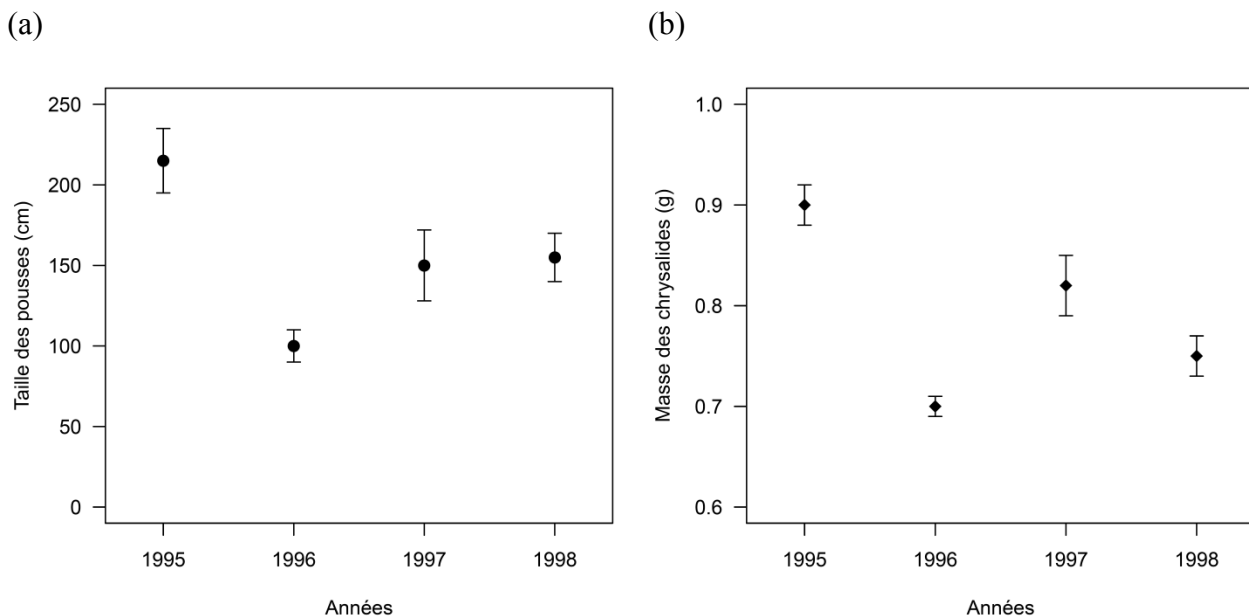 (a)
250
200
150
100
50
0
Taille des pousses (cm)
1995 1996 1997 1998
Années
(b)
1.0
0.9
0.8
0.7
0.6
Masse des chrysalides (g)
1995 1996 1997 1998
Années